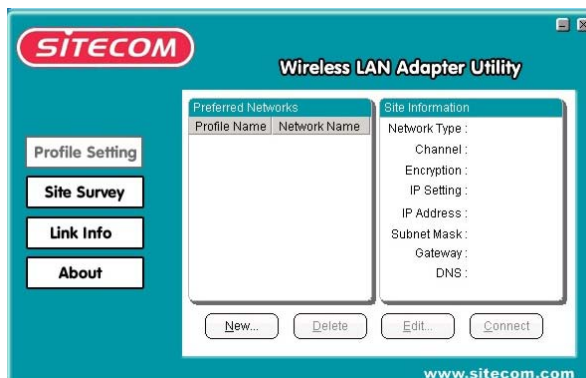 SITECOM
Wireless LAN Adapter Utility
Profile Setting
Site Survey
Link Info
About
Preferred Networks
Profile Name Network Name
Site Information
Network Type :
Channel :
Encryption :
IP Setting :
IP Address :
Subnet Mask :
Gateway :
DNS :
New... Delete Edit... Connect
www.sitecom.com